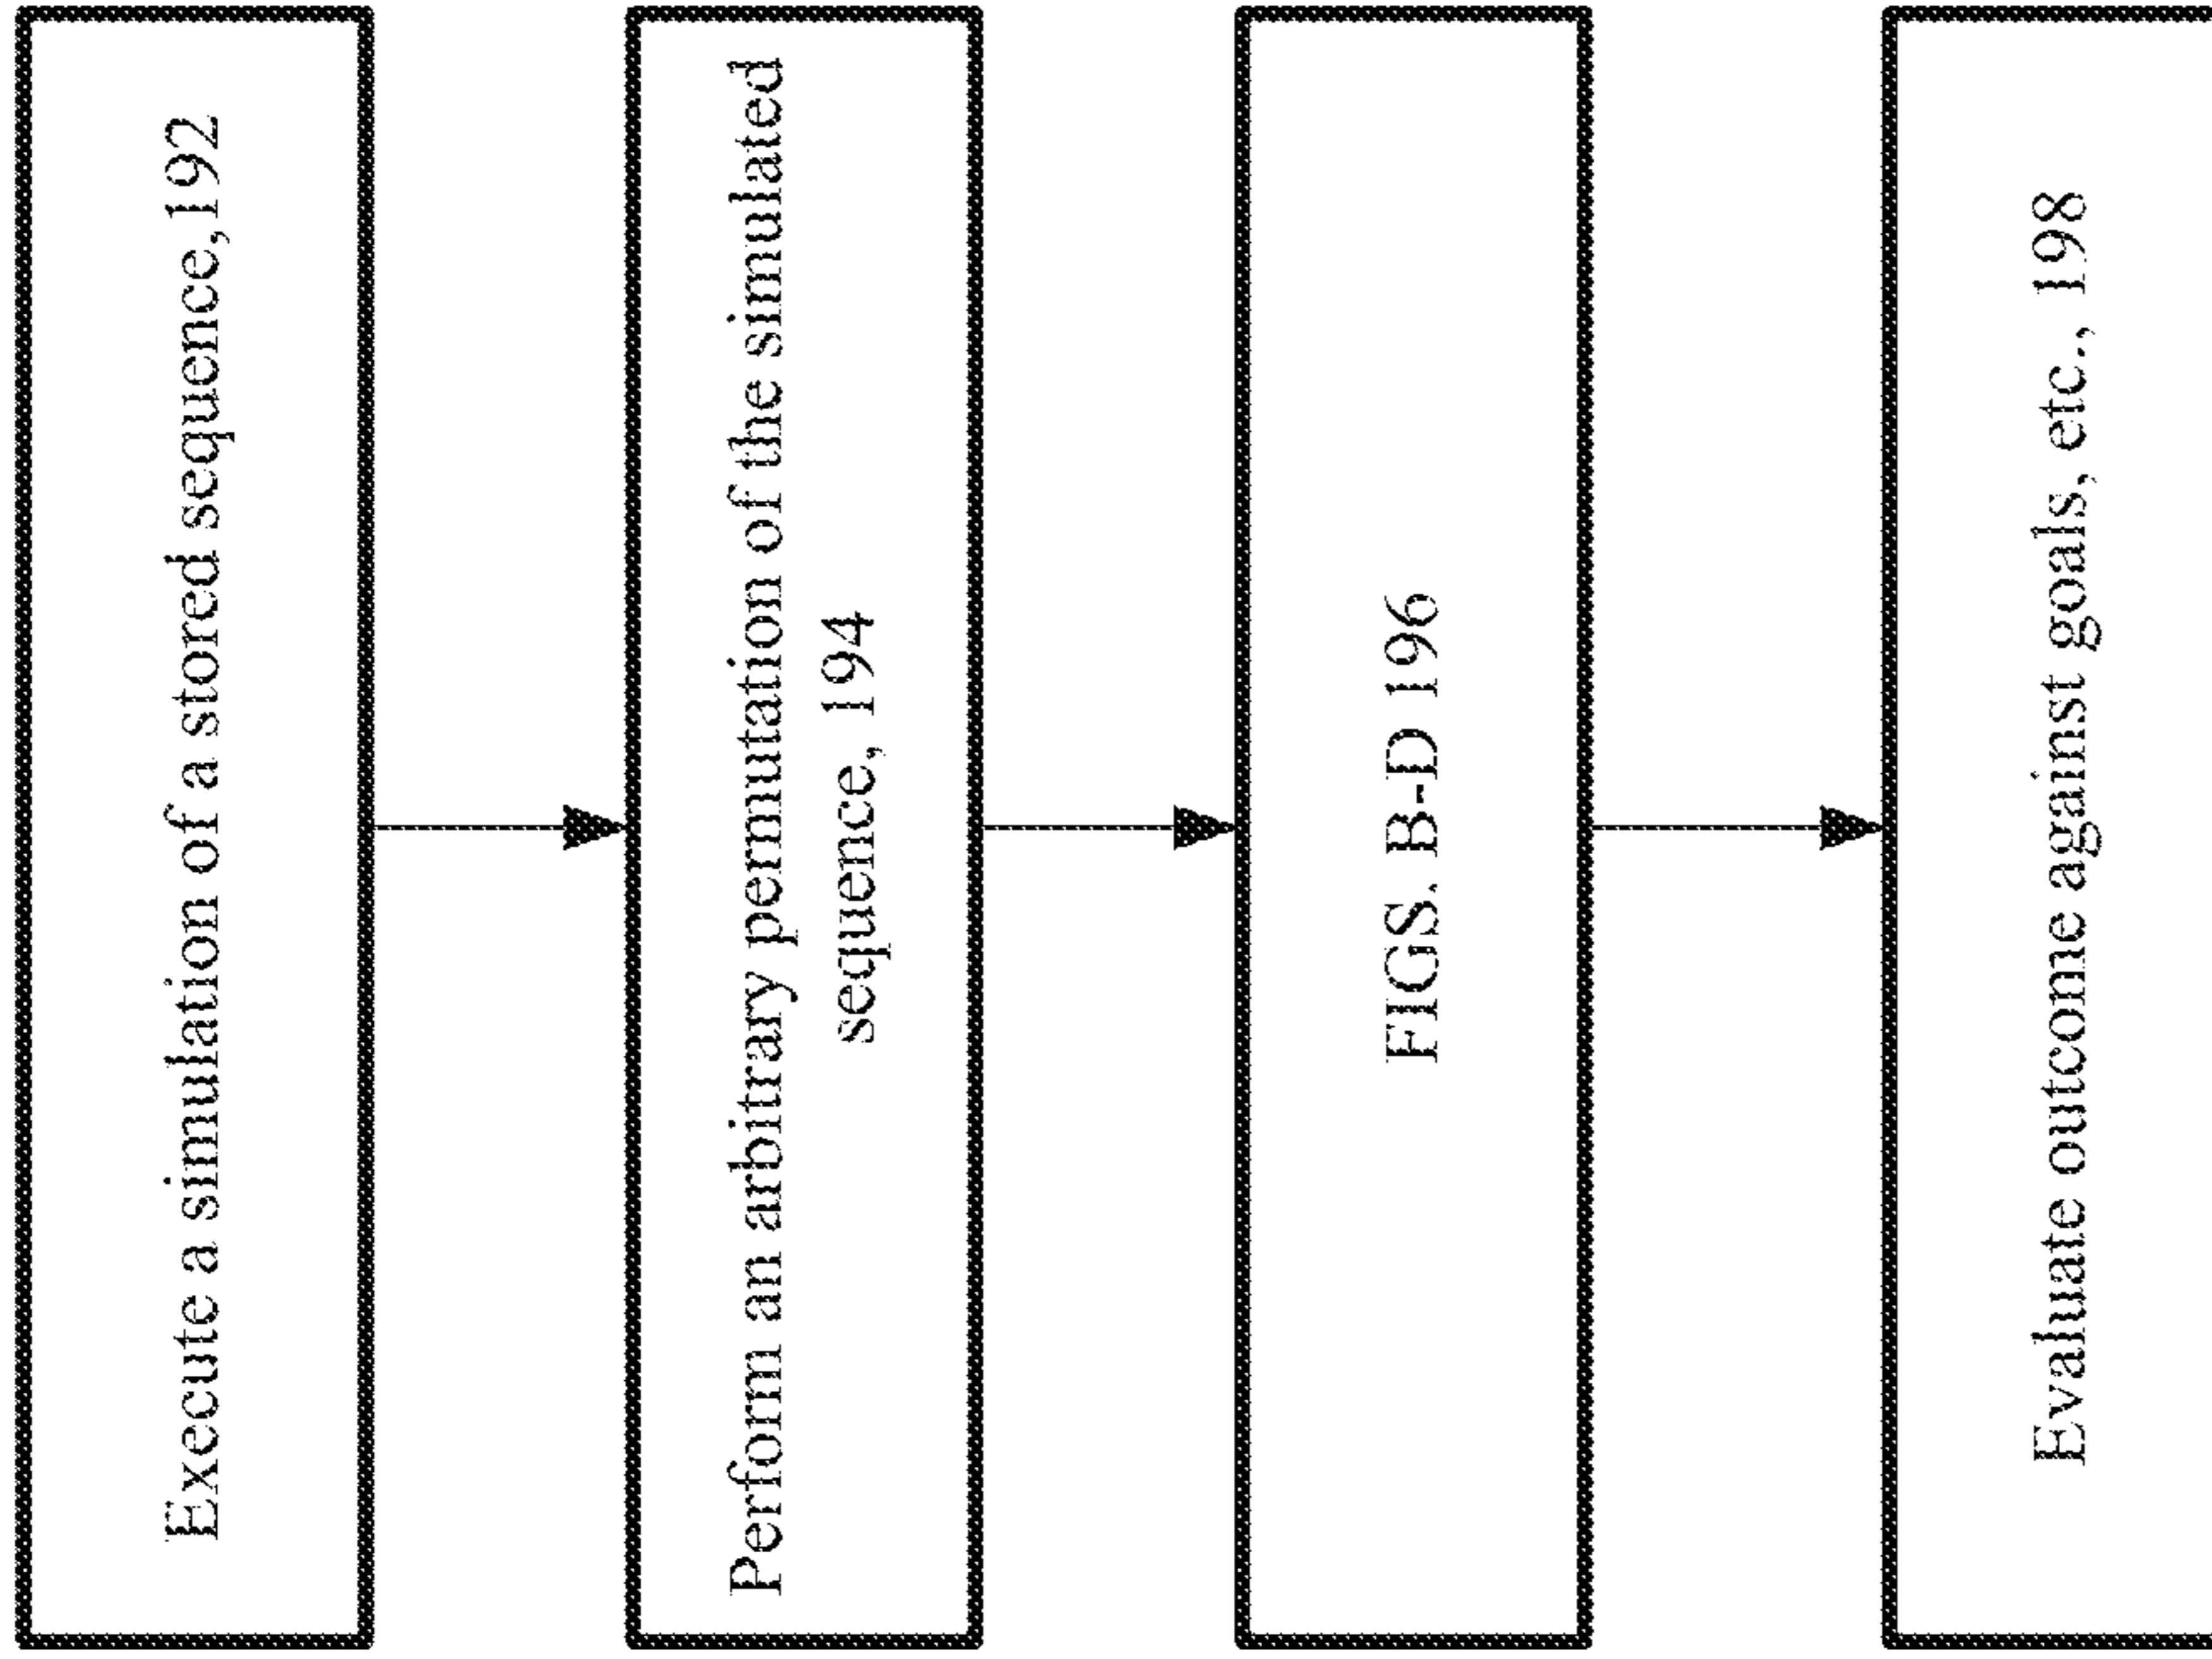 Execute a simulation of a stored sequence,192
Perform an arbitrary permutation of the simulated
sequence, 194
FIGS. B-D 196
Evaluate outcome against goals, etc., 198